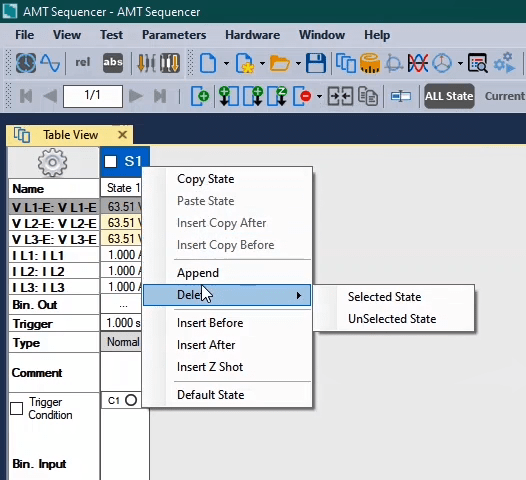 AMT Sequencer - AMT Sequencer
File View Test Parameters Hardware Window Help
rel abs
1/1 ALL State Current
Table View
S1
Name State 1
V L1-E: V L1-E 63.51
V L2-E: V L2-E 63.51
V L3-E: V L3-E 63.51
I L1: I L1 1.000
I L2: I L2 1.000
I L3: I L3 1.000
Bin. Out ...
Trigger 1.000 s
Type Normal
Comment
Trigger
Condition
C1
Bin. Input
Copy State
Paste State
Insert Copy After
Insert Copy Before
Append
Insert Before
Insert After
Insert Z Shot
Default State
Selected State
UnSelected State